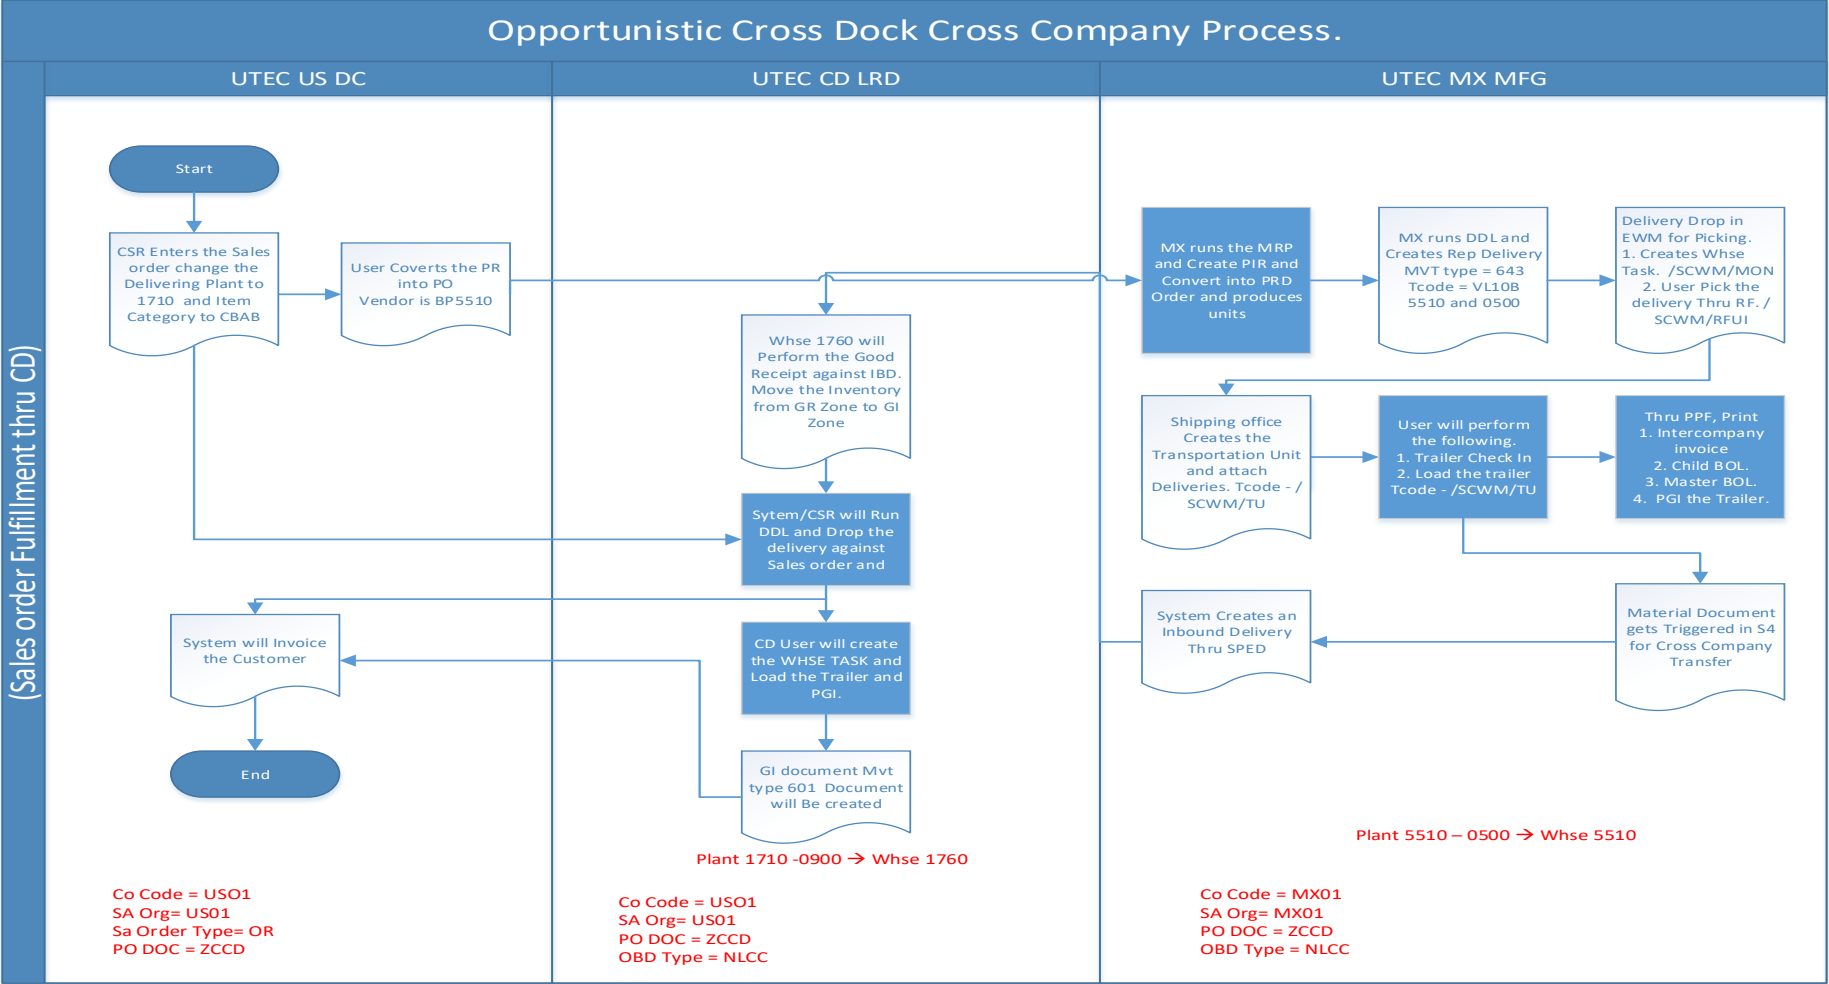 Opportunistic Cross Dock Cross Company Process.
(Sales order Fulfillment thru CD)
UTEC US DC
UTEC CD LRD
UTEC MX MFG
Start
CSR Enters the Sales
order change the
Delivering Plant to
1710 and Item
Category to CBAB
User Coverts the PR
into PO
Vendor is BP5510
System will Invoice
the Customer
End
Co Code = USO1
SA Org= US01
Sa Order Type= OR
PO DOC = ZCCD
Whse 1760 will
Perform the Good
Receipt against IBD.
Move the Inventory
from GR Zone to GI
Zone
Sytem/CSR will Run
DDL and Drop the
delivery against
Sales order and
CD User will create
the WHSE TASK and
Load the Trailer and
PGI.
GI document Mvt
type 601 Document
will Be created
Plant 1710 -0900 → Whse 1760
Co Code = USO1
SA Org= US01
PO DOC = ZCCD
OBD Type = NLCC
MX runs the MRP
and Create PIR and
Convert into PRD
Order and produces
units
MX runs DDL and
Creates Rep Delivery
MVT type = 643
Tcode = VL10B
5510 and 0500
Delivery Drop in
EWM for Picking.
1. Creates Whse
Task. /SCWM/MON
2. User Pick the
delivery Thru RF. /
SCWM/RFUI
Shipping office
Creates the
Transportation Unit
and attach
Deliveries. Tcode - /
SCWM/TU
User will perform
the following.
1. Trailer Check In
2. Load the trailer
Tcode - /SCWM/TU
Thru PPF, Print
1. Intercompany
invoice
2. Child BOL.
3. Master BOL.
4. PGI the Trailer.
System Creates an
Inbound Delivery
Thru SPED
Material Document
gets Triggered in S4
for Cross Company
Transfer
Plant 5510 – 0500 → Whse 5510
Co Code = MX01
SA Org= MX01
PO DOC = ZCCD
OBD Type = NLCC